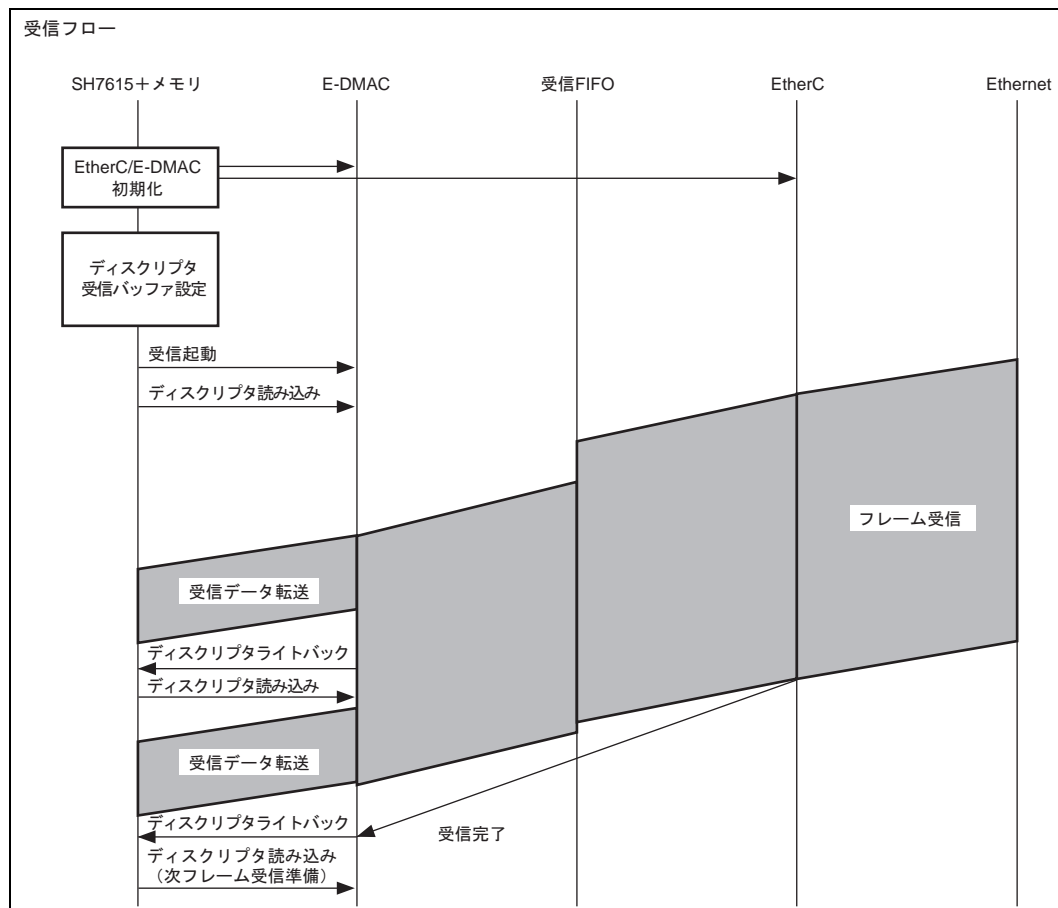 受信フロー
SH7615+メモリ
E-DMAC
受信FIFO
EtherC
Ethernet
EtherC/E-DMAC
初期化
ディスクリプタ
受信バッファ設定
受信起動
ディスクリプタ読み込み
フレーム受信
受信データ転送
ディスクリプタライトバック
ディスクリプタ読み込み
受信データ転送
ディスクリプタライトバック
受信完了
ディスクリプタ読み込み
(次フレーム受信準備)